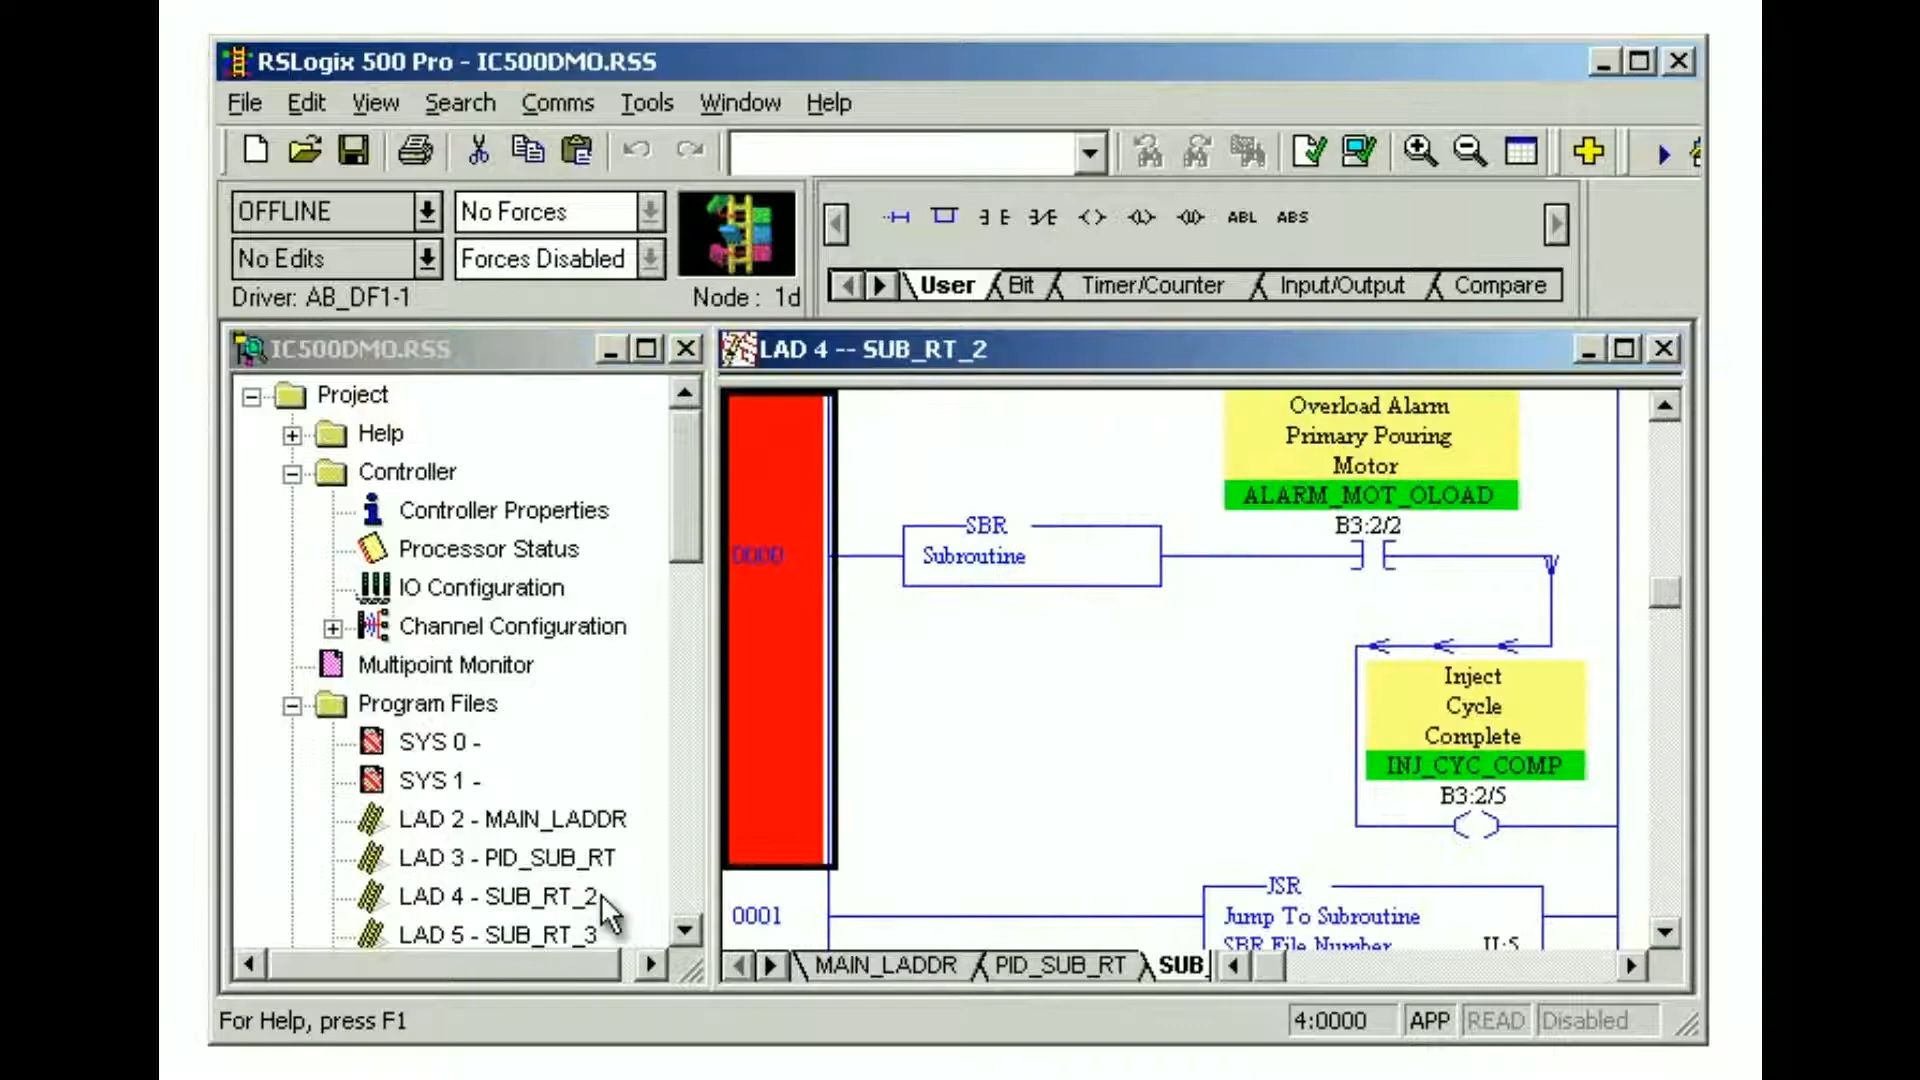 RSLogix 500 Pro - IC500DMO.RSS
File Edit View Search Comms Tools Window Help
OFFLINE No Forces
No Edits Forces Disabled
Driver: AB_DF1-1 Node : 1d
ABL ABS
User Bit Timer/Counter Input/Output Compare
IC500DMO.RSS
Project
Help
Controller
Controller Properties
Processor Status
IO Configuration
Channel Configuration
Multipoint Monitor
Program Files
SYS 0 -
SYS 1 -
LAD 2 - MAIN_LADDR
LAD 3 - PID_SUB_RT
LAD 4 - SUB_RT_2
LAD 5 - SUB_RT_3
LAD 4 -- SUB_RT_2
Overload Alarm
Primary Pouring
Motor
ALARM_MOT_OLOAD
B3:2/2
SBR
0000 Subroutine
Inject
Cycle
Complete
INJ_CYC_COMP
B3:2/5
JSR
0001 Jump To Subroutine
SBR File Number U:5
MAIN_LADDR PID_SUB_RT SUB_
For Help, press F1 4:0000 APP READ Disabled